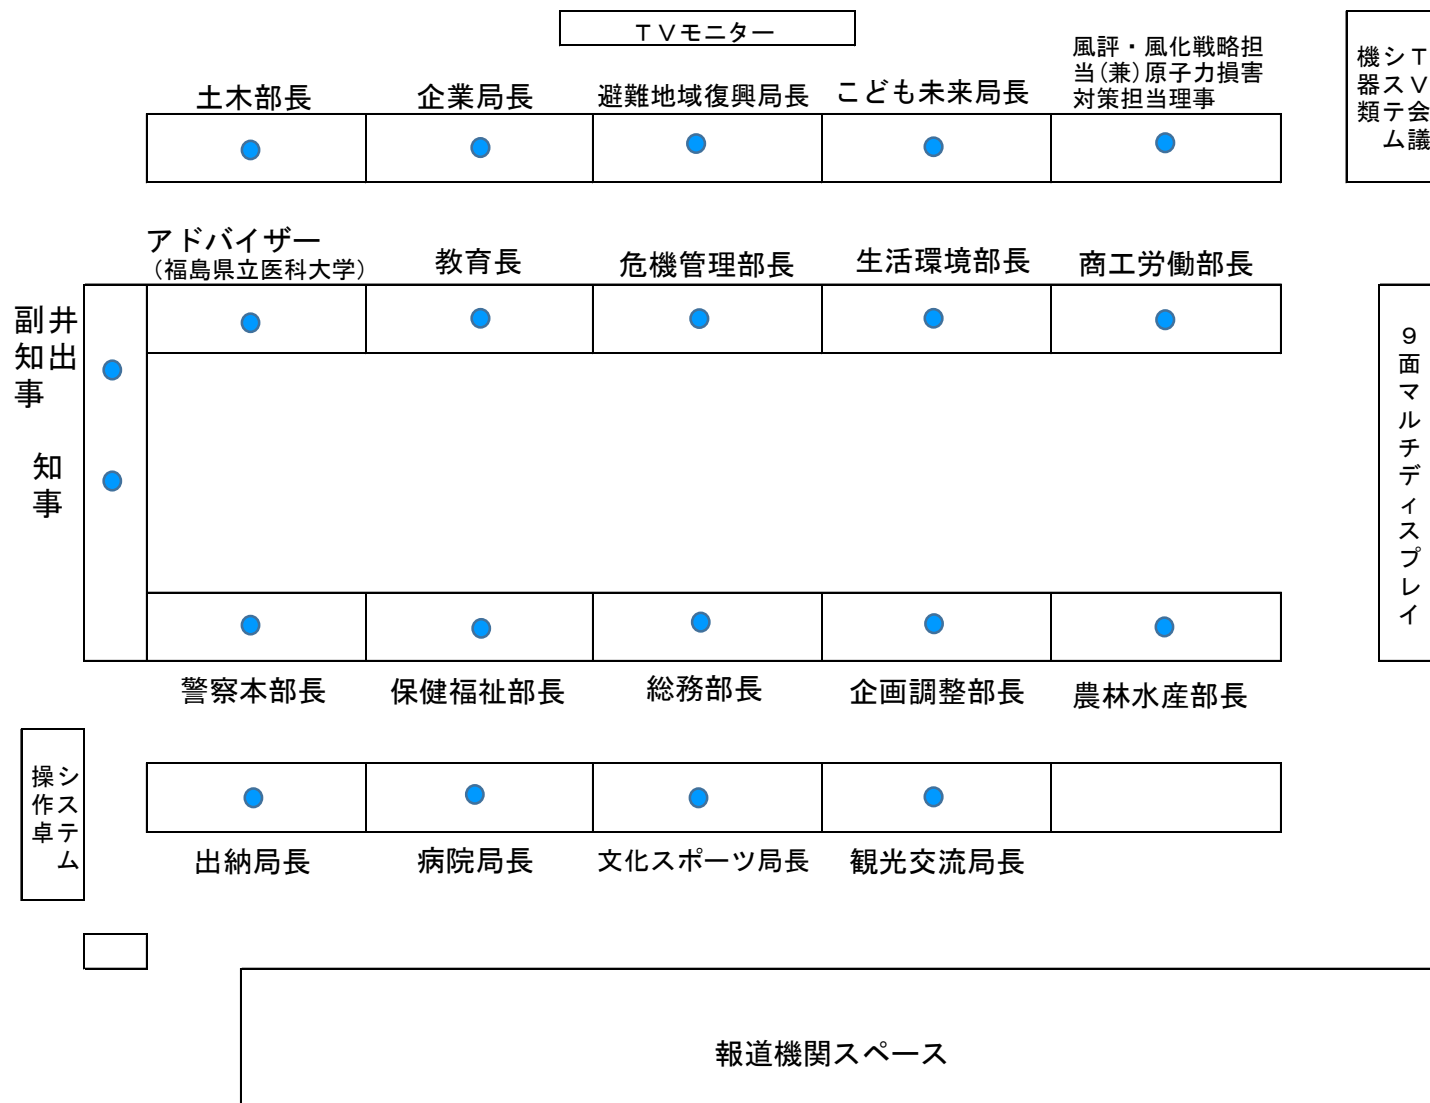 ＴＶモニター
風評・風化戦略担
当（兼）原子力損害
対策担当理事
ＴＶ会議
システム
機器類
土木部長
企業局長
避難地域復興局長
こども未来局長
アドバイザー
（福島県立医科大学）
教育長
危機管理部長
生活環境部長
商工労働部長
井出
副知事
知事
９面マルチディスプレイ
警察本部長
保健福祉部長
総務部長
企画調整部長
農林水産部長
システム
操作卓
出納局長
病院局長
文化スポーツ局長
観光交流局長
報道機関スペース